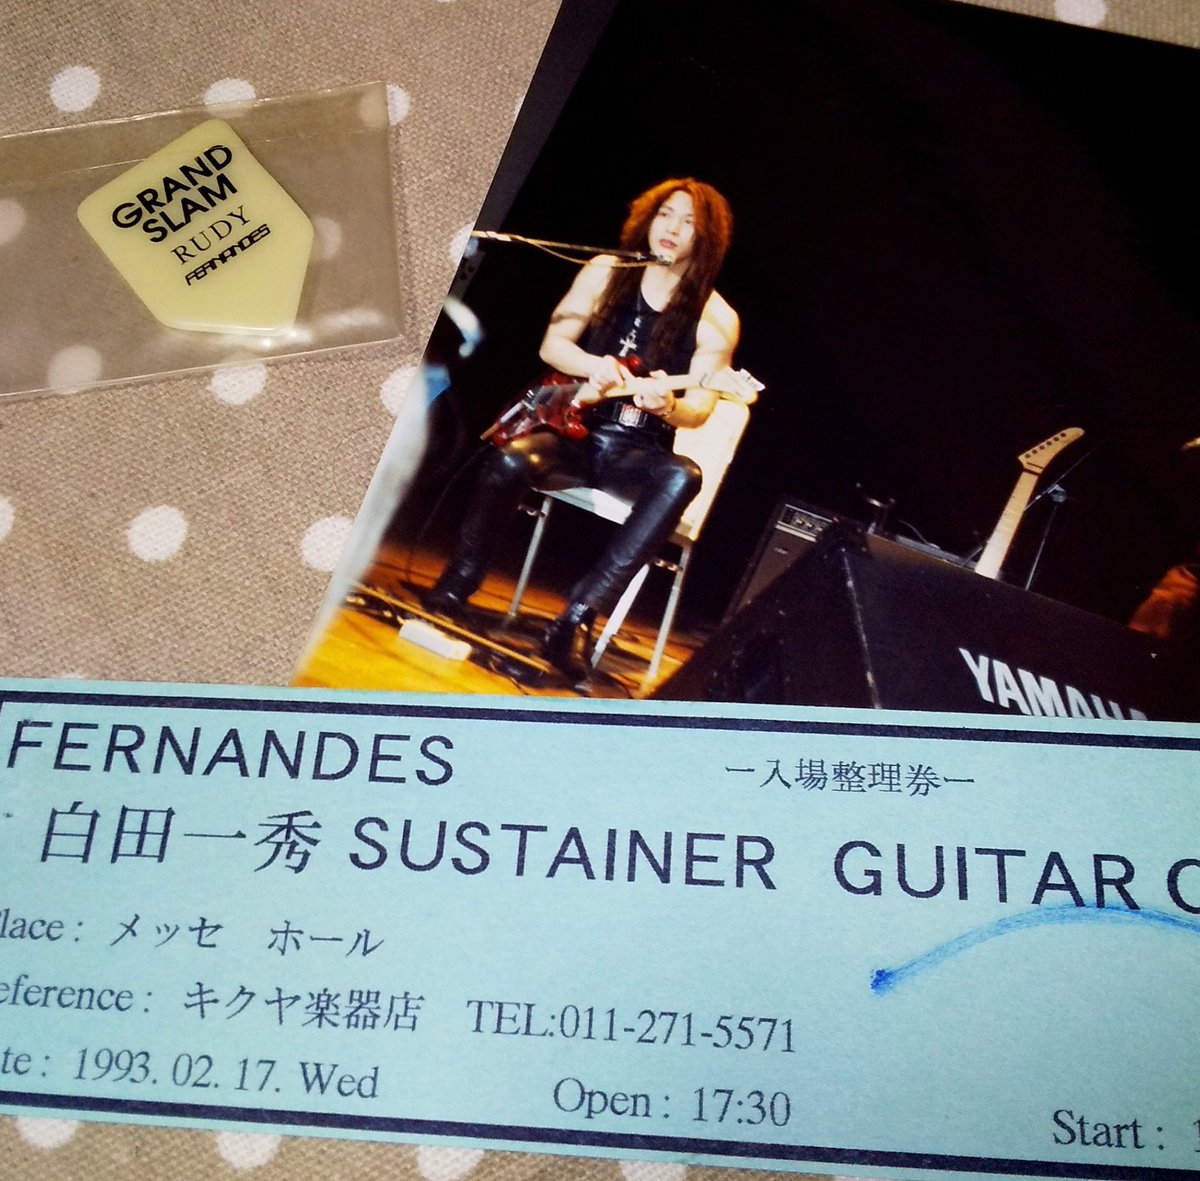 GRAND
SLAM
RUDY
FERNANDES
YAMAHA
FERNANDES
ー入場整理券ー
白田一秀 SUSTAINER GUITAR C
lace : メッセ ホール
eference : キクヤ楽器店 TEL:011-271-5571
te : 1993. 02. 17. Wed Open : 17:30 Start : 1